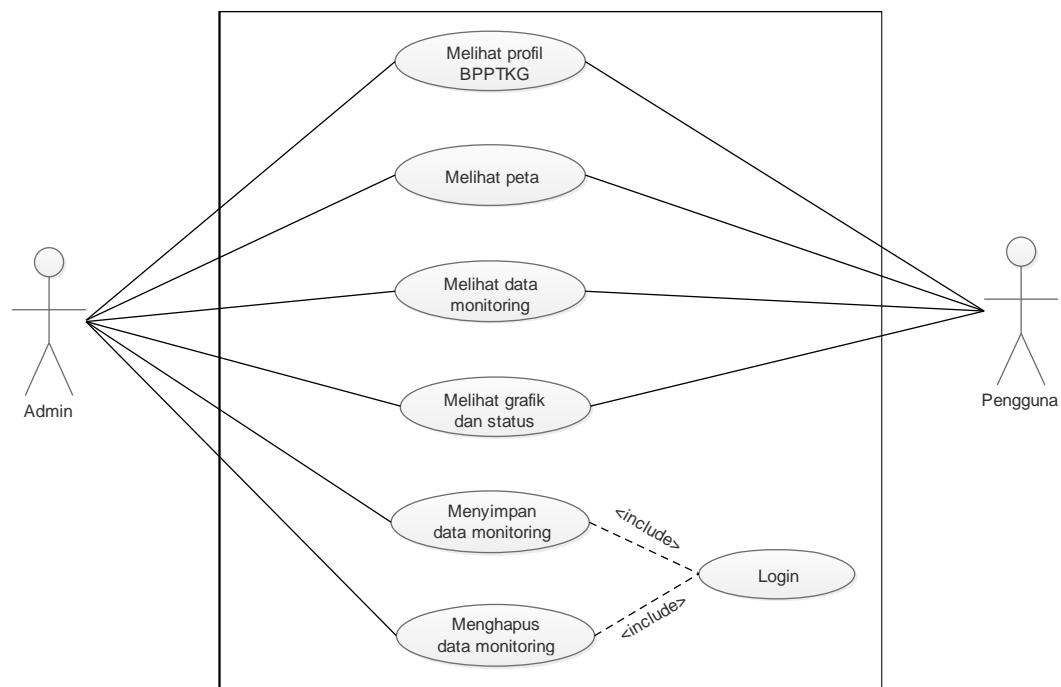 Melihat profil
BPPTKG
Melihat peta
Melihat data
monitoring
Admin
Pengguna
Melihat grafik
dan status
Menyimpan
data monitoring
<include>
Login
Menghapus
data monitoring
<include>